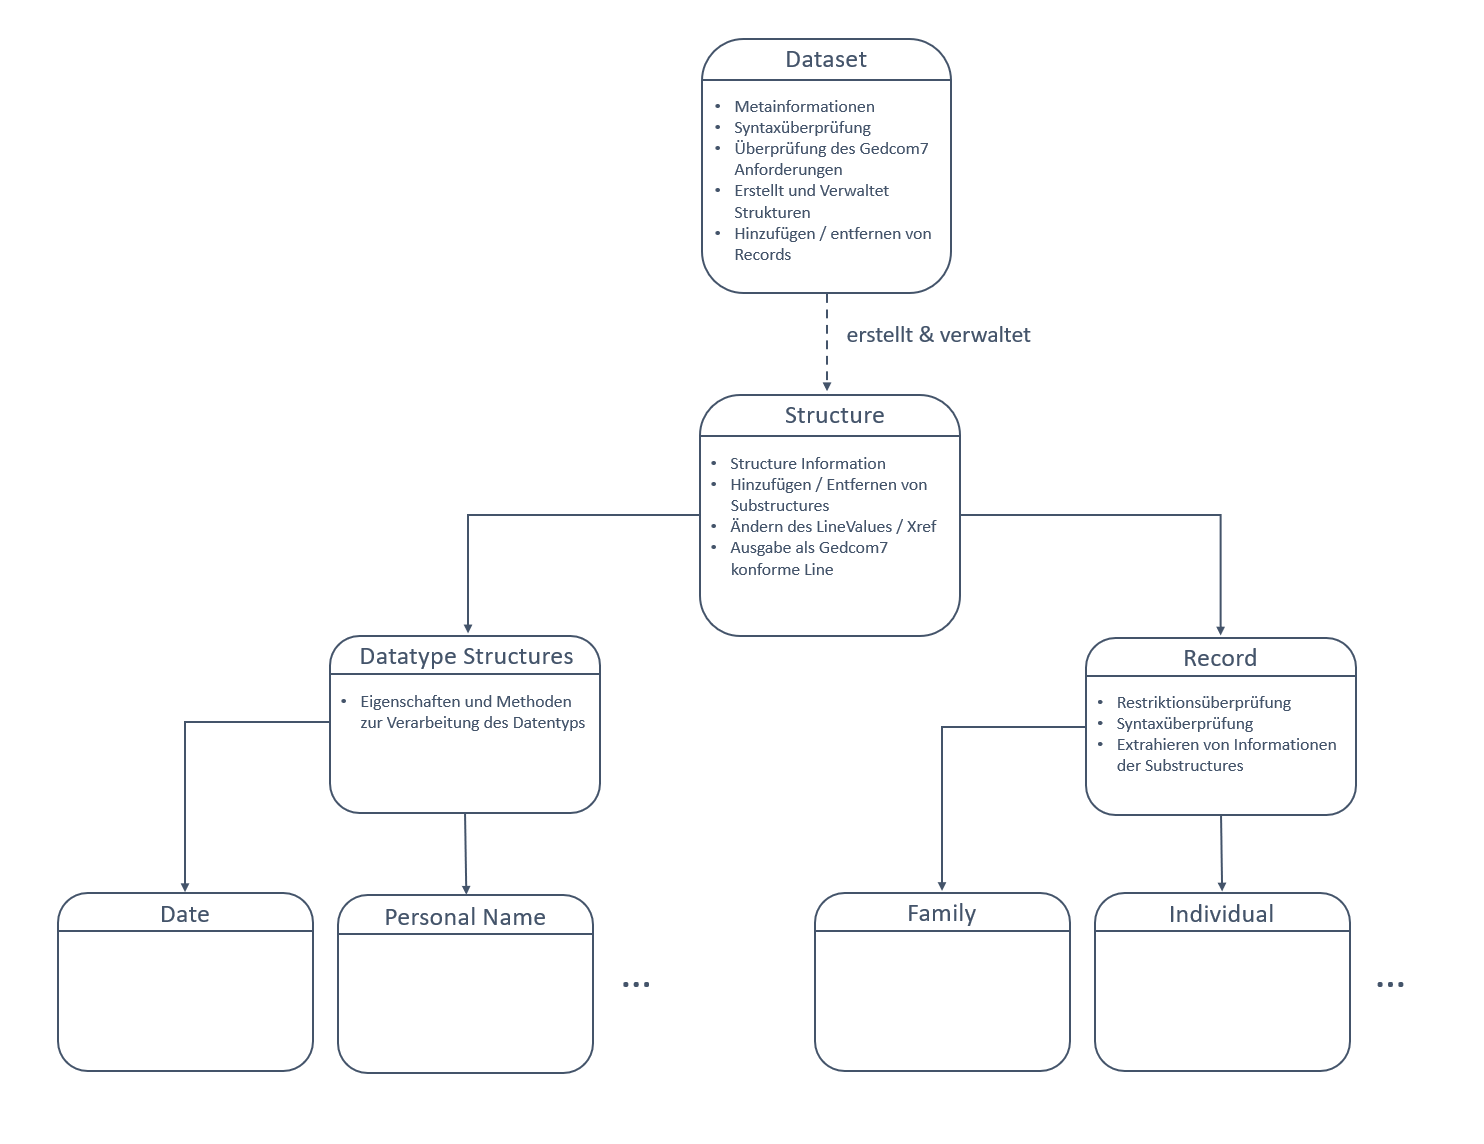 Dataset
• Metainformationen
• Syntaxüberprüfung
• Überprüfung des Gedcom7
Anforderungen
• Erstellt und Verwaltet
Strukturen
• Hinzufügen / entfernen von
Records
erstellt & verwaltet
Structure
• Structure Information
• Hinzufügen / Entfernen von
Substructures
• Ändern des LineValues / Xref
• Ausgabe als Gedcom7
konforme Line
Datatype Structures
• Eigenschaften und Methoden
zur Verarbeitung des Datentyps
Record
• Restriktionsüberprüfung
• Syntaxüberprüfung
• Extrahieren von Informationen
der Substructures
Date
Personal Name
...
Family
Individual
...